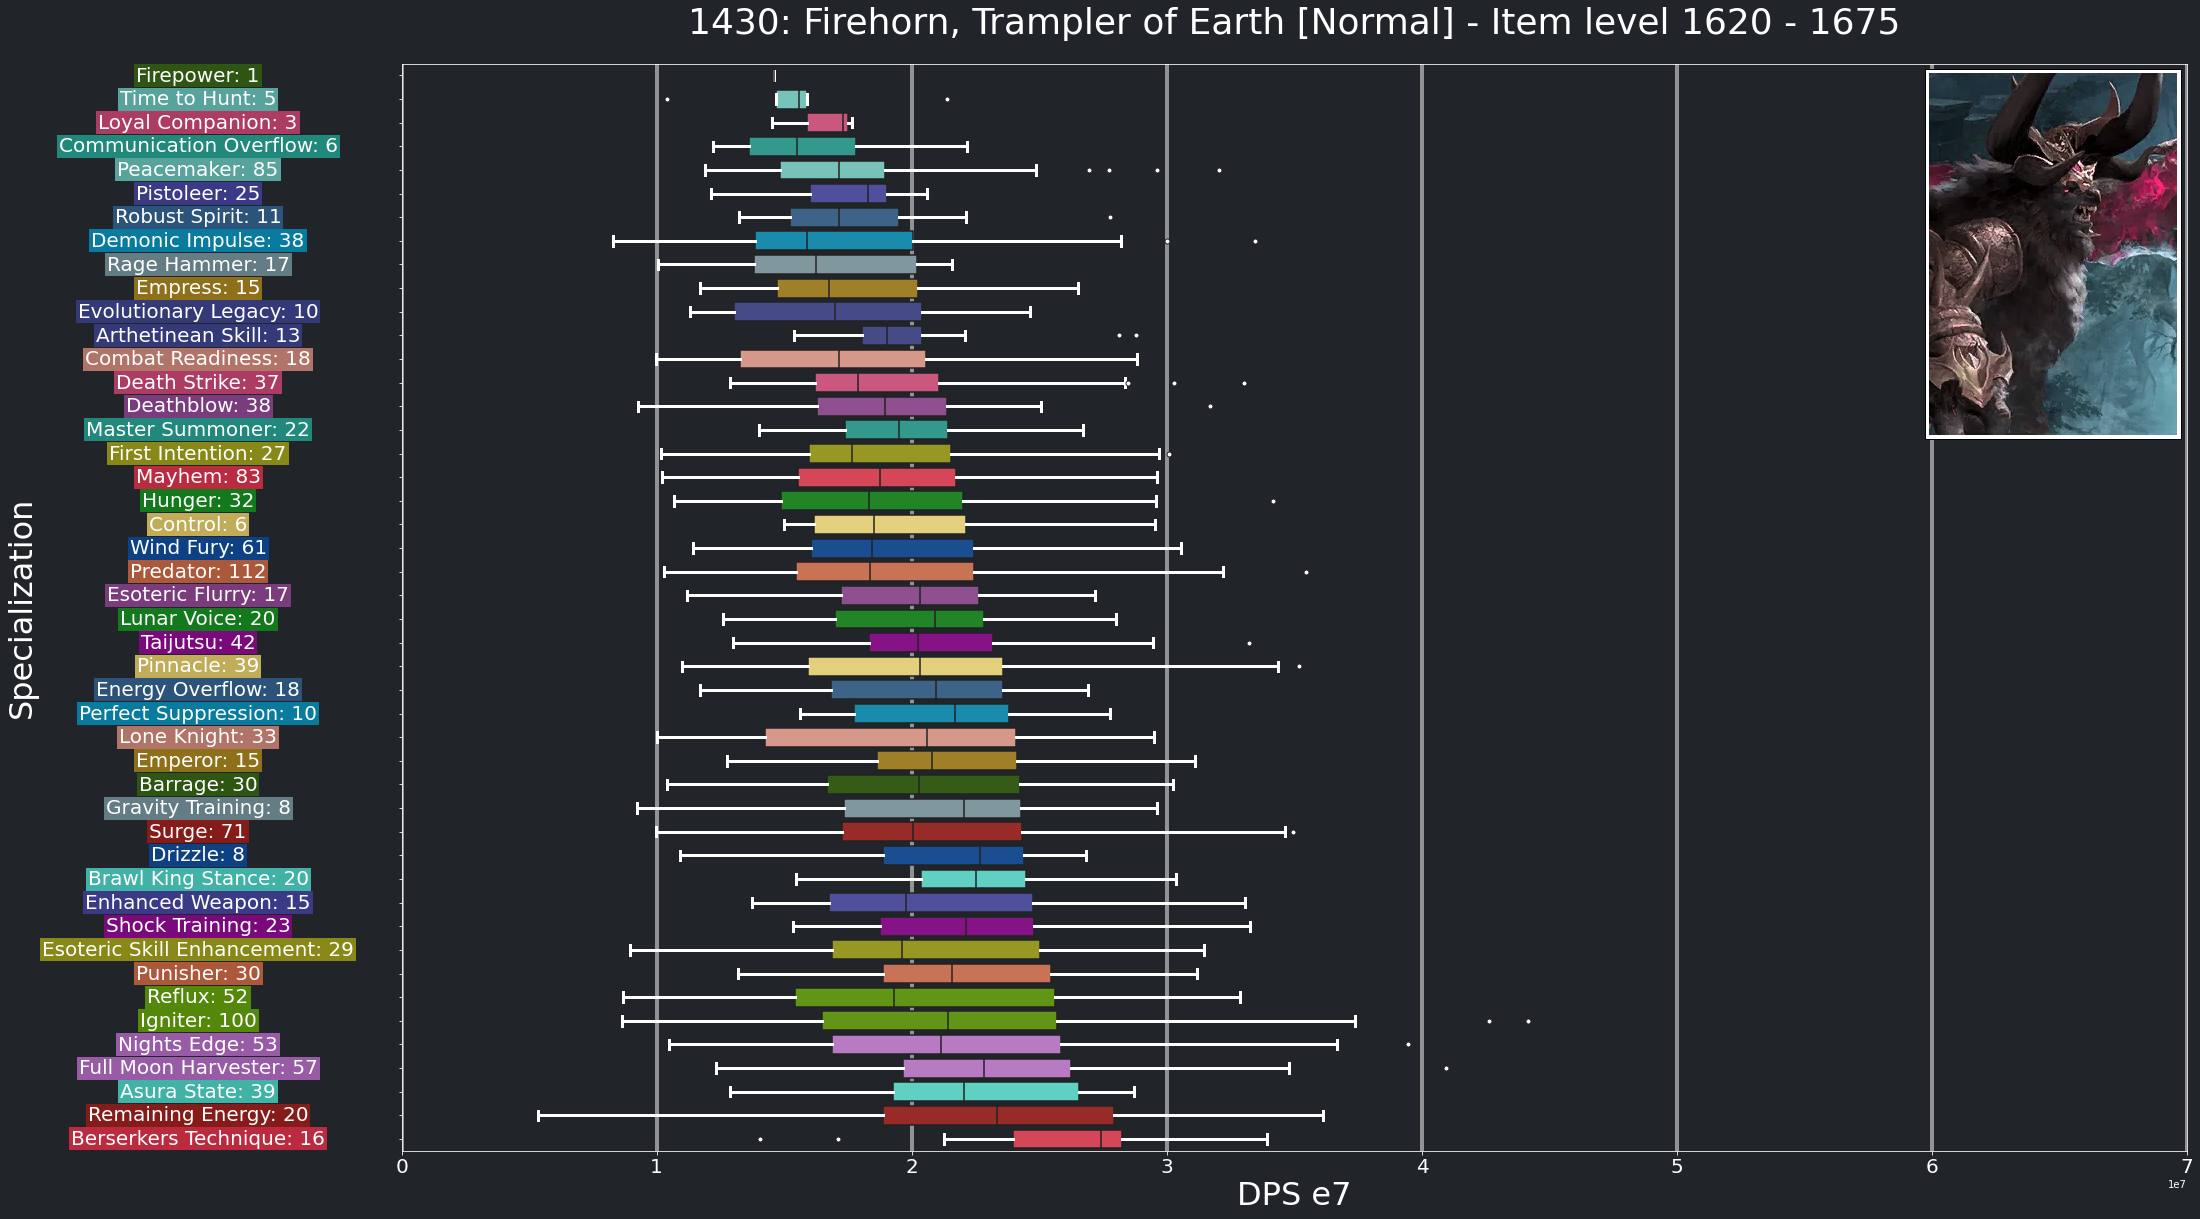 1430: Firehorn, Trampler of Earth [Normal] - Item level 1620 - 1675
Specialization
Firepower: 1
Time to Hunt: 5
Loyal Companion: 3
Communication Overflow: 6
Peacemaker: 85
Pistoleer: 25
Robust Spirit: 11
Demonic Impulse: 38
Rage Hammer: 17
Empress: 15
Evolutionary Legacy: 10
Arthetinean Skill: 13
Combat Readiness: 18
Death Strike: 37
Deathblow: 38
Master Summoner: 22
First Intention: 27
Mayhem: 83
Hunger: 32
Control: 6
Wind Fury: 61
Predator: 112
Esoteric Flurry: 17
Lunar Voice: 20
Taijutsu: 42
Pinnacle: 39
Energy Overflow: 18
Perfect Suppression: 10
Lone Knight: 33
Emperor: 15
Barrage: 30
Gravity Training: 8
Surge: 71
Drizzle: 8
Brawl King Stance: 20
Enhanced Weapon: 15
Shock Training: 23
Esoteric Skill Enhancement: 29
Punisher: 30
Reflux: 52
Igniter: 100
Nights Edge: 53
Full Moon Harvester: 57
Asura State: 39
Remaining Energy: 20
Berserkers Technique: 16
0 1 2 3 4 5 6 7
1e7
DPS e7